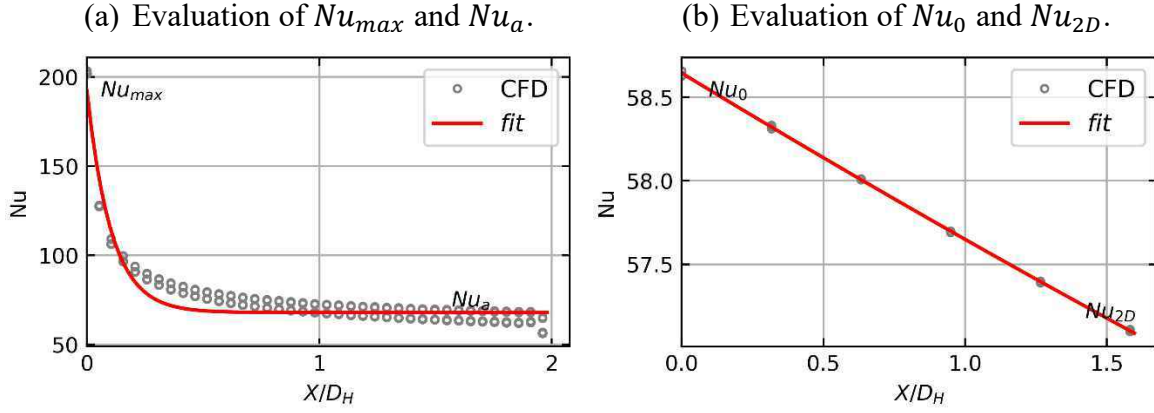 (a) Evaluation of Nu_max and Nu_a.
200
150
100
50
Nu
0
1
2
X/D_H
Nu_max
Nu_a
CFD
fit
(b) Evaluation of Nu_0 and Nu_2D.
58.5
58.0
57.5
Nu
0.0
0.5
1.0
1.5
X/D_H
Nu_0
Nu_2D
CFD
fit